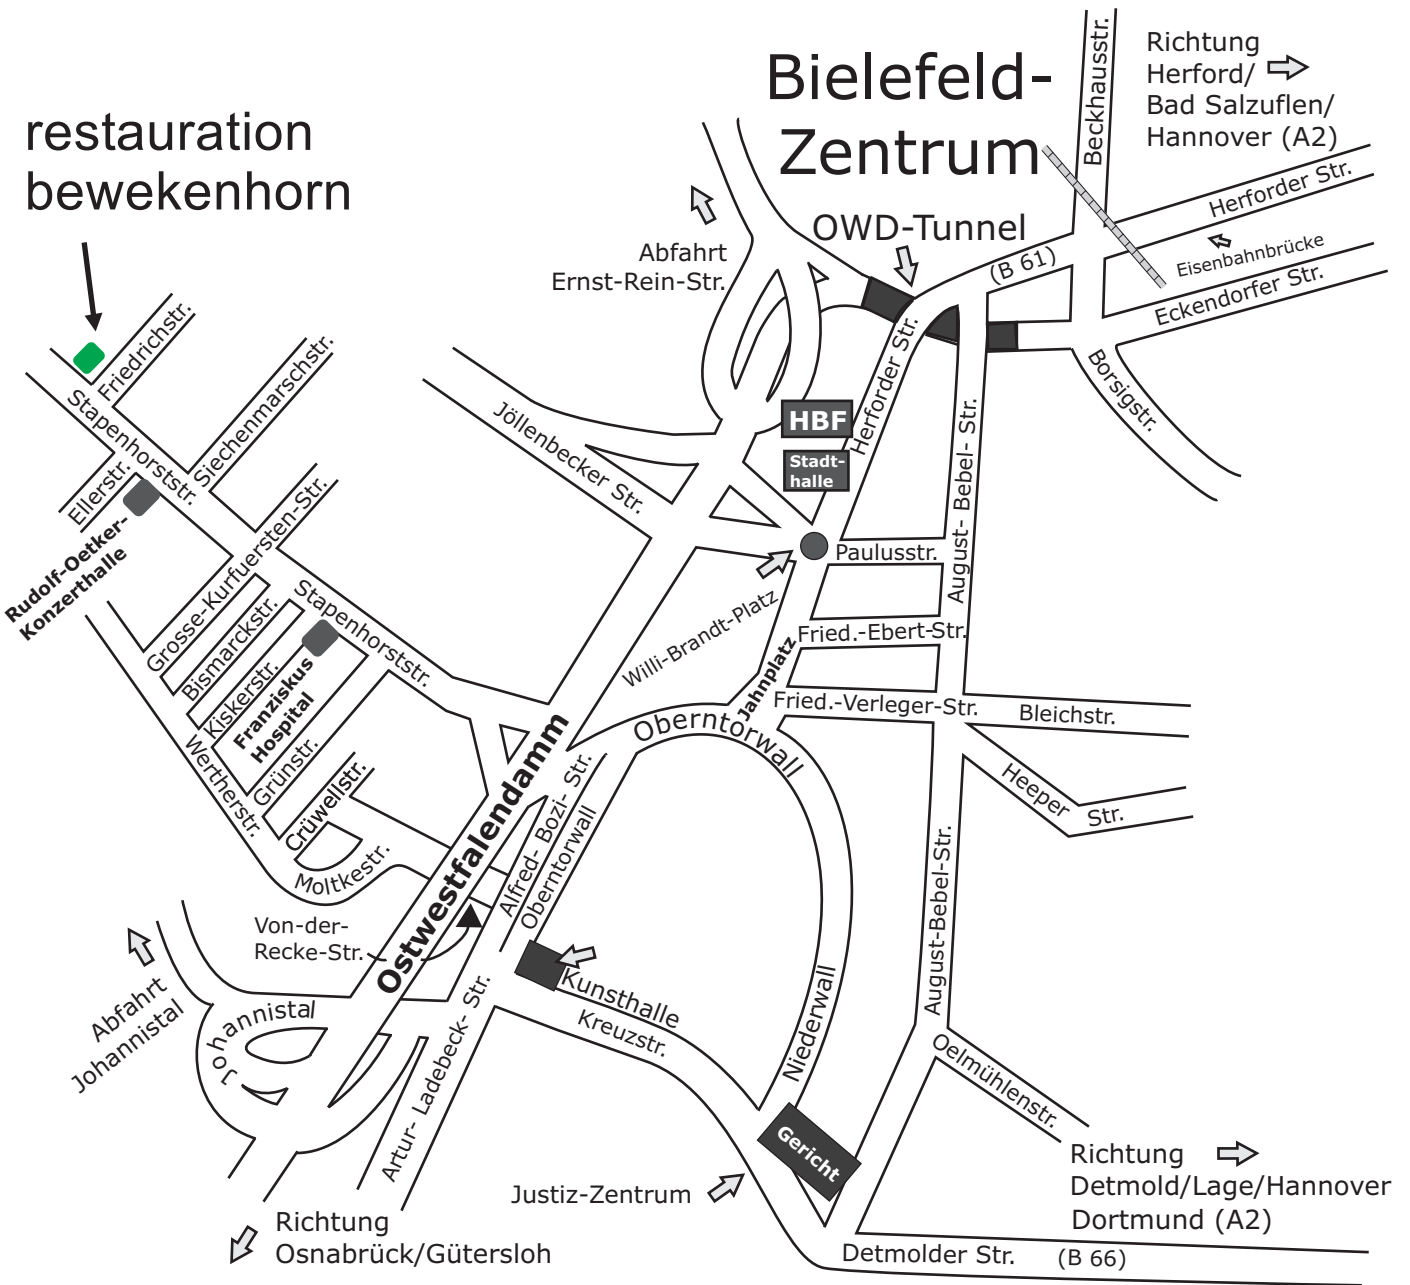 Bielefeld-
Zentrum
restauration
bewekenhorn
Beckhausstr.
Richtung
Herford/
Bad Salzuflen/
Hannover (A2)
Herforder Str.
Eisenbahnbrücke
Eckendorfer Str.
(B 61)
OWD-Tunnel
Abfahrt
Ernst-Rein-Str.
Borsigstr.
Friedrichstr.
Siechenmarschstr.
Stapenhorststr.
Ellerstr.
Rudolf-Oetker-
Konzerthalle
Jöllenbecker Str.
HBF
Stadt-
halle
Herforder Str.
August- Bebel- Str.
Paulusstr.
Willi-Brandt-Platz
Fried.-Ebert-Str.
Jahnplatz
Fried.-Verleger-Str.
Bleichstr.
Heeper
Str.
Grosse-Kurfuersten-Str.
Bismarckstr.
Kiskerstr.
Franziskus
Hospital
Stapenhorststr.
Grünstr.
Wertherstr.
Crüwellstr.
Moltkestr.
Oberntorwall
Ostwestfalendamm
Alfred- Bozi- Str.
Oberntorwall
Von-der-
Recke-Str.
August-Bebel-Str.
Niederwall
Kunsthalle
Kreuzstr.
Abfahrt
Johannistal
Johannistal
Artur- Ladebeck- Str.
Oelmühlenstr.
Gericht
Justiz-Zentrum
Richtung
Detmold/Lage/Hannover
Dortmund (A2)
Richtung
Osnabrück/Gütersloh
Detmolder Str.
(B 66)